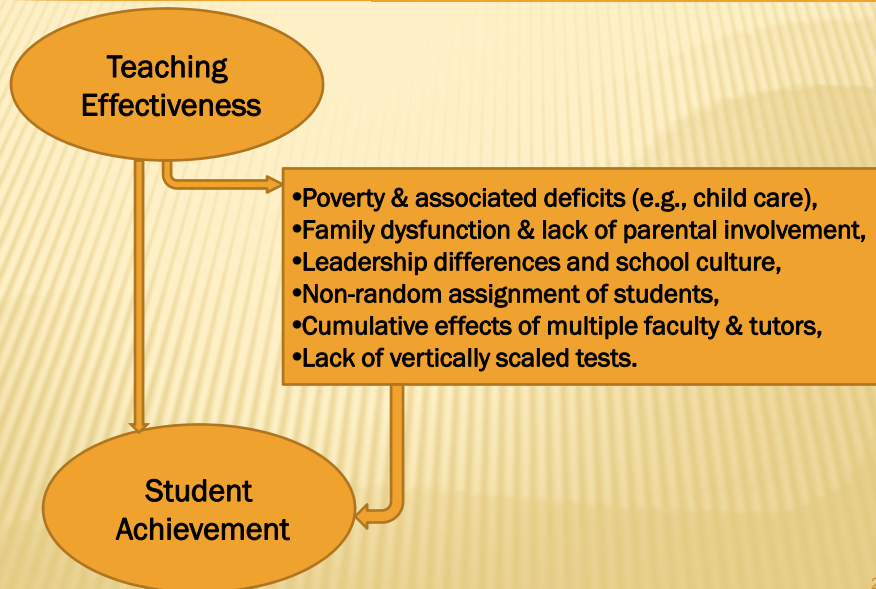 Teaching
Effectiveness
•Poverty & associated deficits (e.g., child care),
•Family dysfunction & lack of parental involvement,
•Leadership differences and school culture,
•Non-random assignment of students,
•Cumulative effects of multiple faculty & tutors,
•Lack of vertically scaled tests.
Student
Achievement